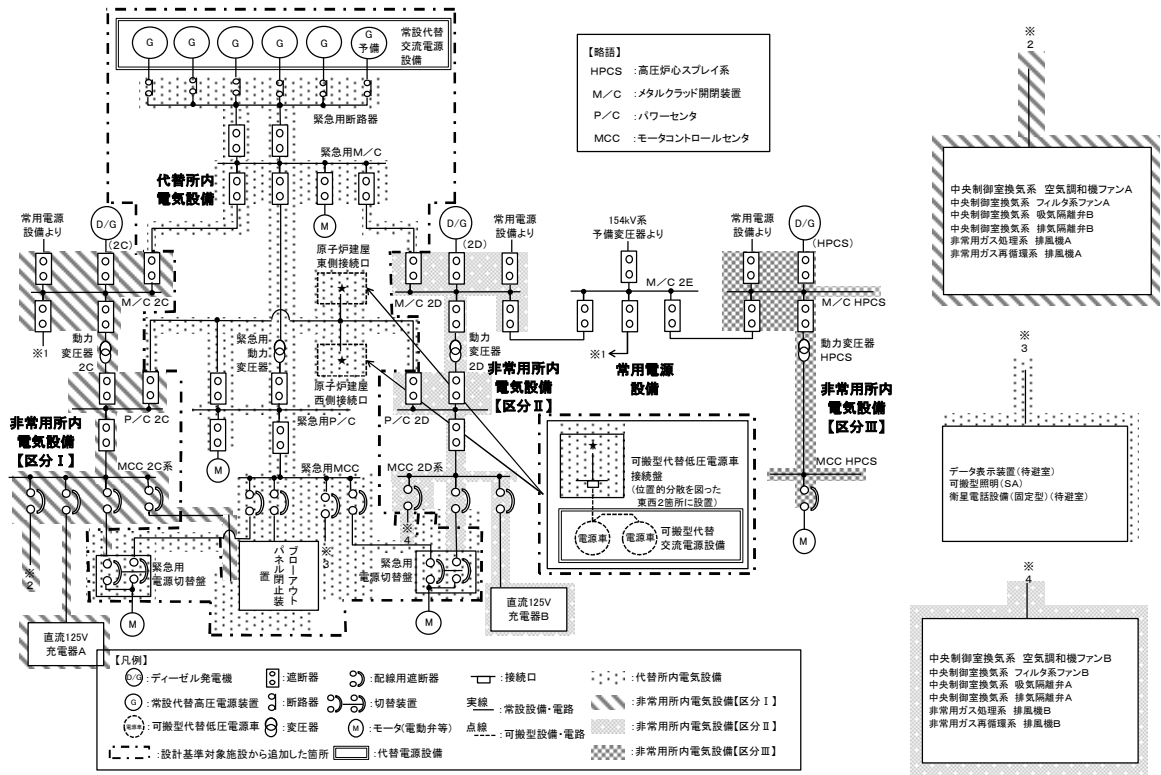 G
G
G
G
G
G
予備
常設代替
交流電源
設備
緊急用断路器
緊急用M/C
代替所内
電気設備
【略語】
HPCS :高圧炉心スプレイ系
M/C :メタルクラッド開閉装置
P/C :パワーセンタ
MCC :モータコントロールセンタ
常用電源
設備より
D/G
(2C)
M
原子炉建屋
東側接続口
D/G
(2D)
常用電源
設備より
154kV系
予備変圧器より
常用電源
設備より
D/G
(HPCS)
M/C 2C
M/C 2D
M/C 2E
M/C HPCS
※1
動力
変圧器
2C
緊急用
動力
変圧器
原子炉建屋
西側接続口
動力
変圧器
2D
非常用所内
電気設備
【区分Ⅱ】
※1
常用電源
設備
動力変圧器
HPCS
非常用所内
電気設備
【区分Ⅲ】
P/C 2C
緊急用P/C
P/C 2D
非常用所内
電気設備
【区分Ⅰ】
M
MCC 2C系
緊急用MCC
MCC 2D系
MCC HPCS
可搬型代替低圧電源車
接続盤
(位置的分散を図った
東西2箇所に設置)
電源車
電源車
可搬型代替
交流電源設備
※2
緊急用
電源切替盤
ブローアウト
パネル閉止装
置
※3
※4
緊急用
電源切替盤
M
M
M
直流125V
充電器A
直流125V
充電器B
【凡例】
D/G :ディーゼル発電機
:遮断器
:配線用遮断器
:接続口
:代替所内電気設備
G :常設代替高圧電源装置
:断路器
:切替装置
実線 :常設設備・電路
:非常用所内電気設備【区分Ⅰ】
電源車 :可搬型代替低圧電源車
:変圧器
M :モータ(電動弁等)
点線 :可搬型設備・電路
:非常用所内電気設備【区分Ⅱ】
:設計基準対象施設から追加した箇所
:代替電源設備
:非常用所内電気設備【区分Ⅲ】
※2
中央制御室換気系 空気調和機ファンA
中央制御室換気系 フィルタ系ファンA
中央制御室換気系 吸気隔離弁B
中央制御室換気系 排気隔離弁B
非常用ガス処理系 排風機A
非常用ガス再循環系 排風機A
※3
データ表示装置(待避室)
可搬型照明(SA)
衛星電話設備(固定型)(待避室)
※4
中央制御室換気系 空気調和機ファンB
中央制御室換気系 フィルタ系ファンB
中央制御室換気系 吸気隔離弁A
中央制御室換気系 排気隔離弁A
非常用ガス処理系 排風機B
非常用ガス再循環系 排風機B